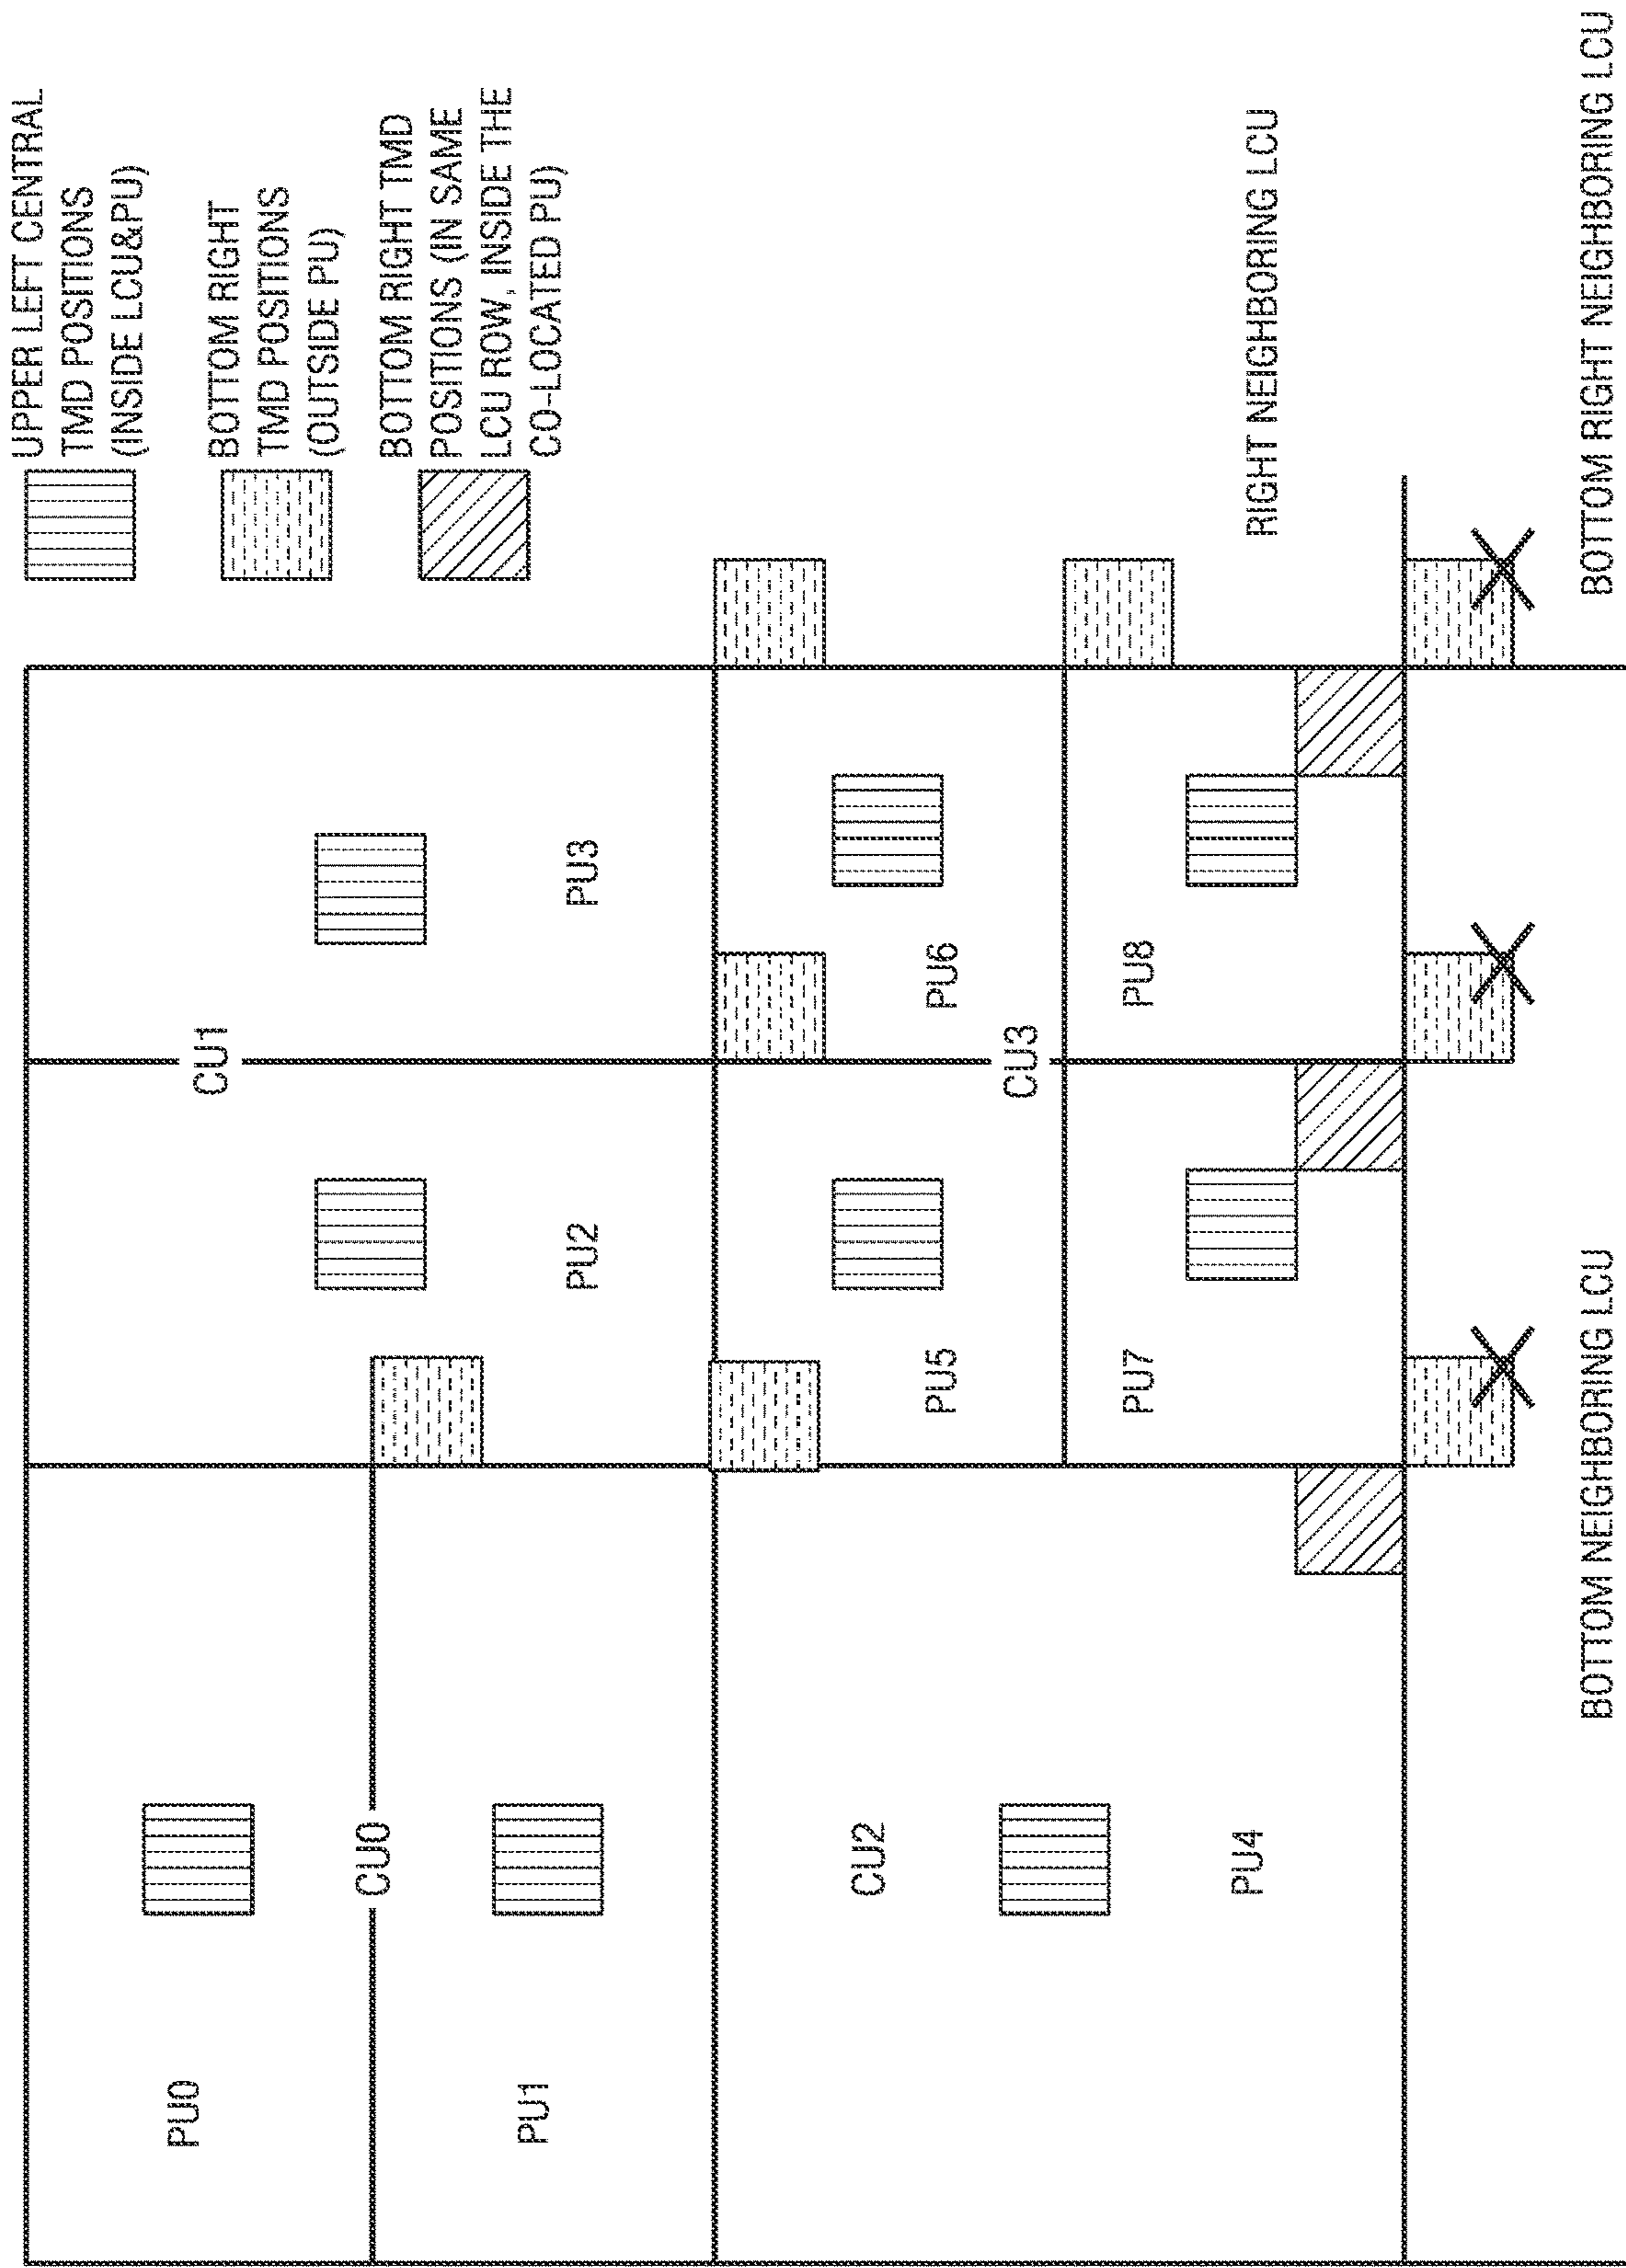 UPPER LEFT CENTRAL
TMD POSITIONS
(INSIDE LCU&PU)
BOTTOM RIGHT
TMD POSITIONS
(OUTSIDE PU)
BOTTOM RIGHT TMD
POSITIONS (IN SAME
LCU ROW, INSIDE THE
CO-LOCATED PU)
PU0
CU0
PU1
CU1
PU2
PU3
CU2
PU4
PU5
PU6
CU3
PU7
PU8
RIGHT NEIGHBORING LCU
BOTTOM NEIGHBORING LCU
BOTTOM RIGHT NEIGHBORING LCU